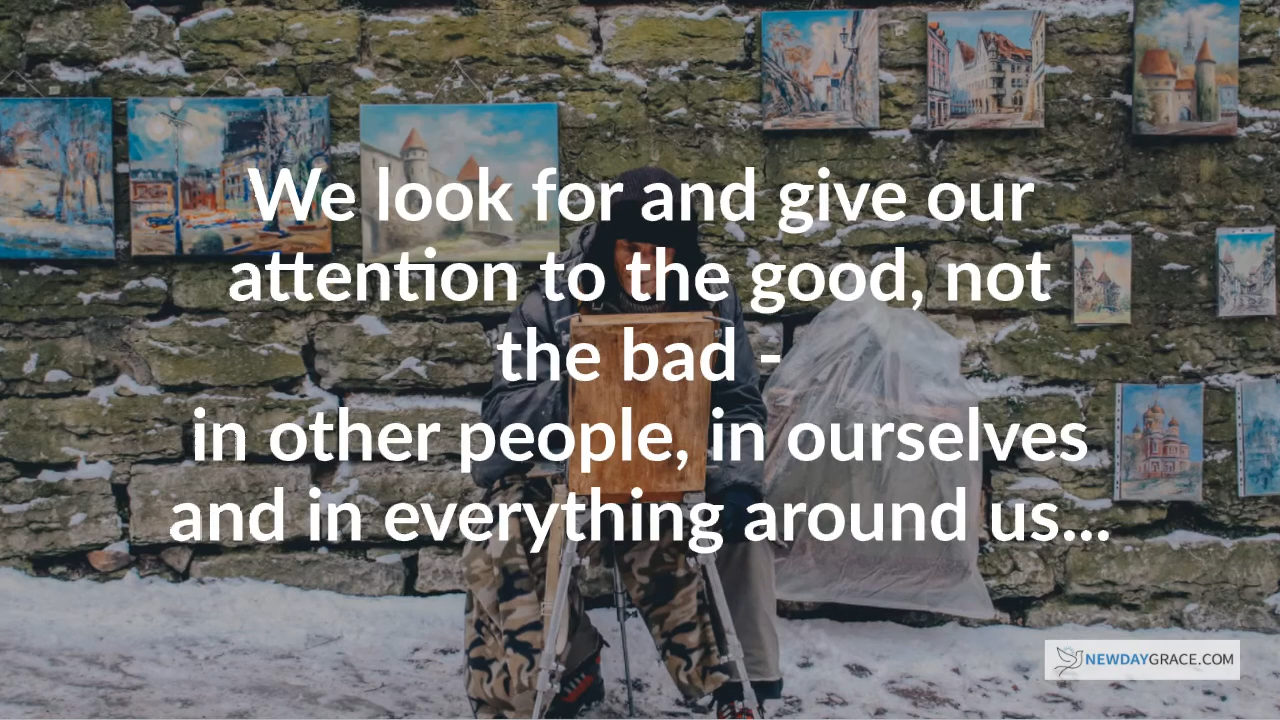 We look for and give our
attention to the good, not
the bad -
in other people, in ourselves
and in everything around us...
NEWDAYGRACE.COM